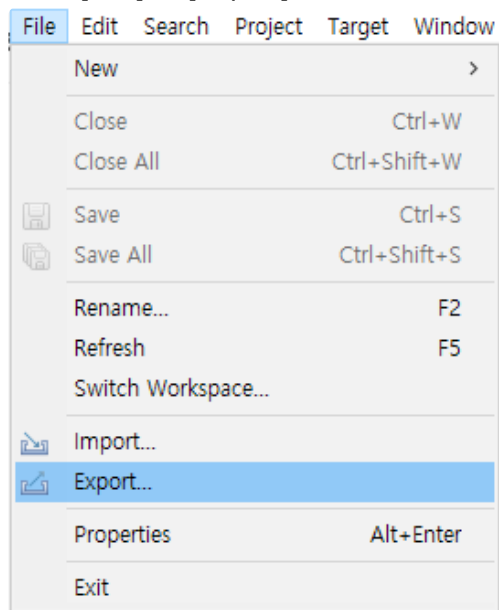 File Edit Search Project Target Window
New >
Close Ctrl+W
Close All Ctrl+Shift+W
Save Ctrl+S
Save All Ctrl+Shift+S
Rename... F2
Refresh F5
Switch Workspace...
Import...
Export...
Properties Alt+Enter
Exit